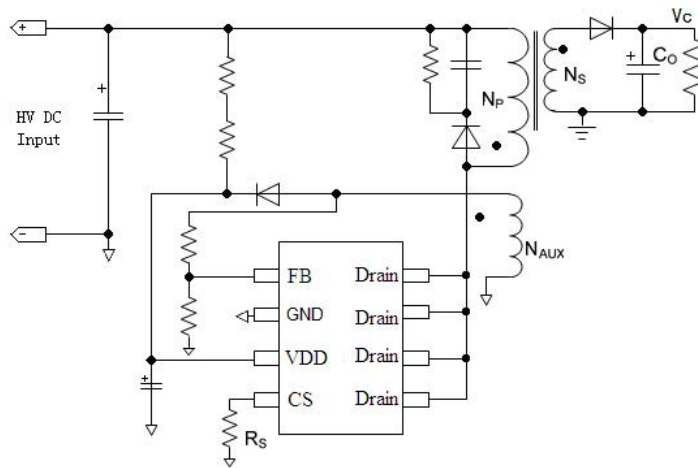 +
Vc
+
+
Co
Ns
NP
HV DC
Input
-
NAUX
FB
Drain
GND
Drain
VDD
Drain
+
CS
Drain
Rs